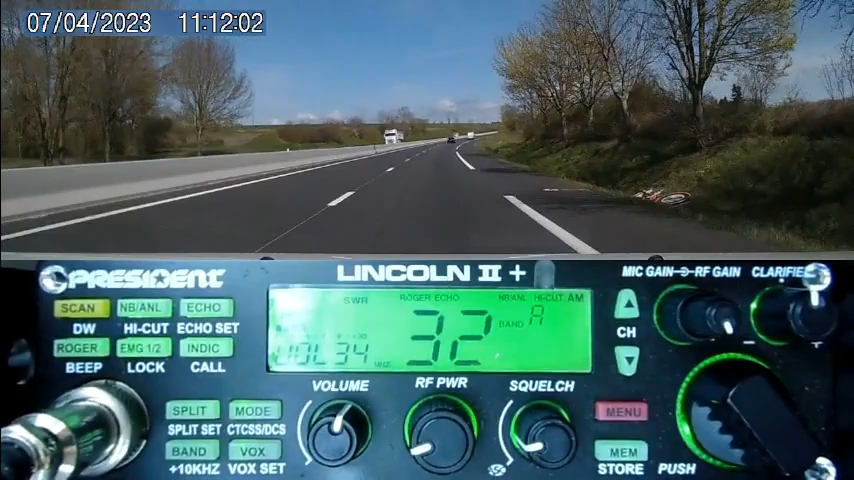 07/04/2023 11:12:02
PRESIDENT
LINCOLN II +
MIC GAIN RF GAIN CLARIFIE
SCAN NB/ANL ECHO
DW HI-CUT ECHO SET
ROGER EMG 1/2 INDIC
BEEP LOCK CALL
SWR ROGER ECHO NB/ANL HI-CUT AM
32 BAND A
VOL34
CH
VOLUME RF PWR SQUELCH
SPLIT MODE
SPLIT SET CTCSS/DCS
BAND VOX
+10KHZ VOX SET
MENU
MEM
STORE PUSH
- +